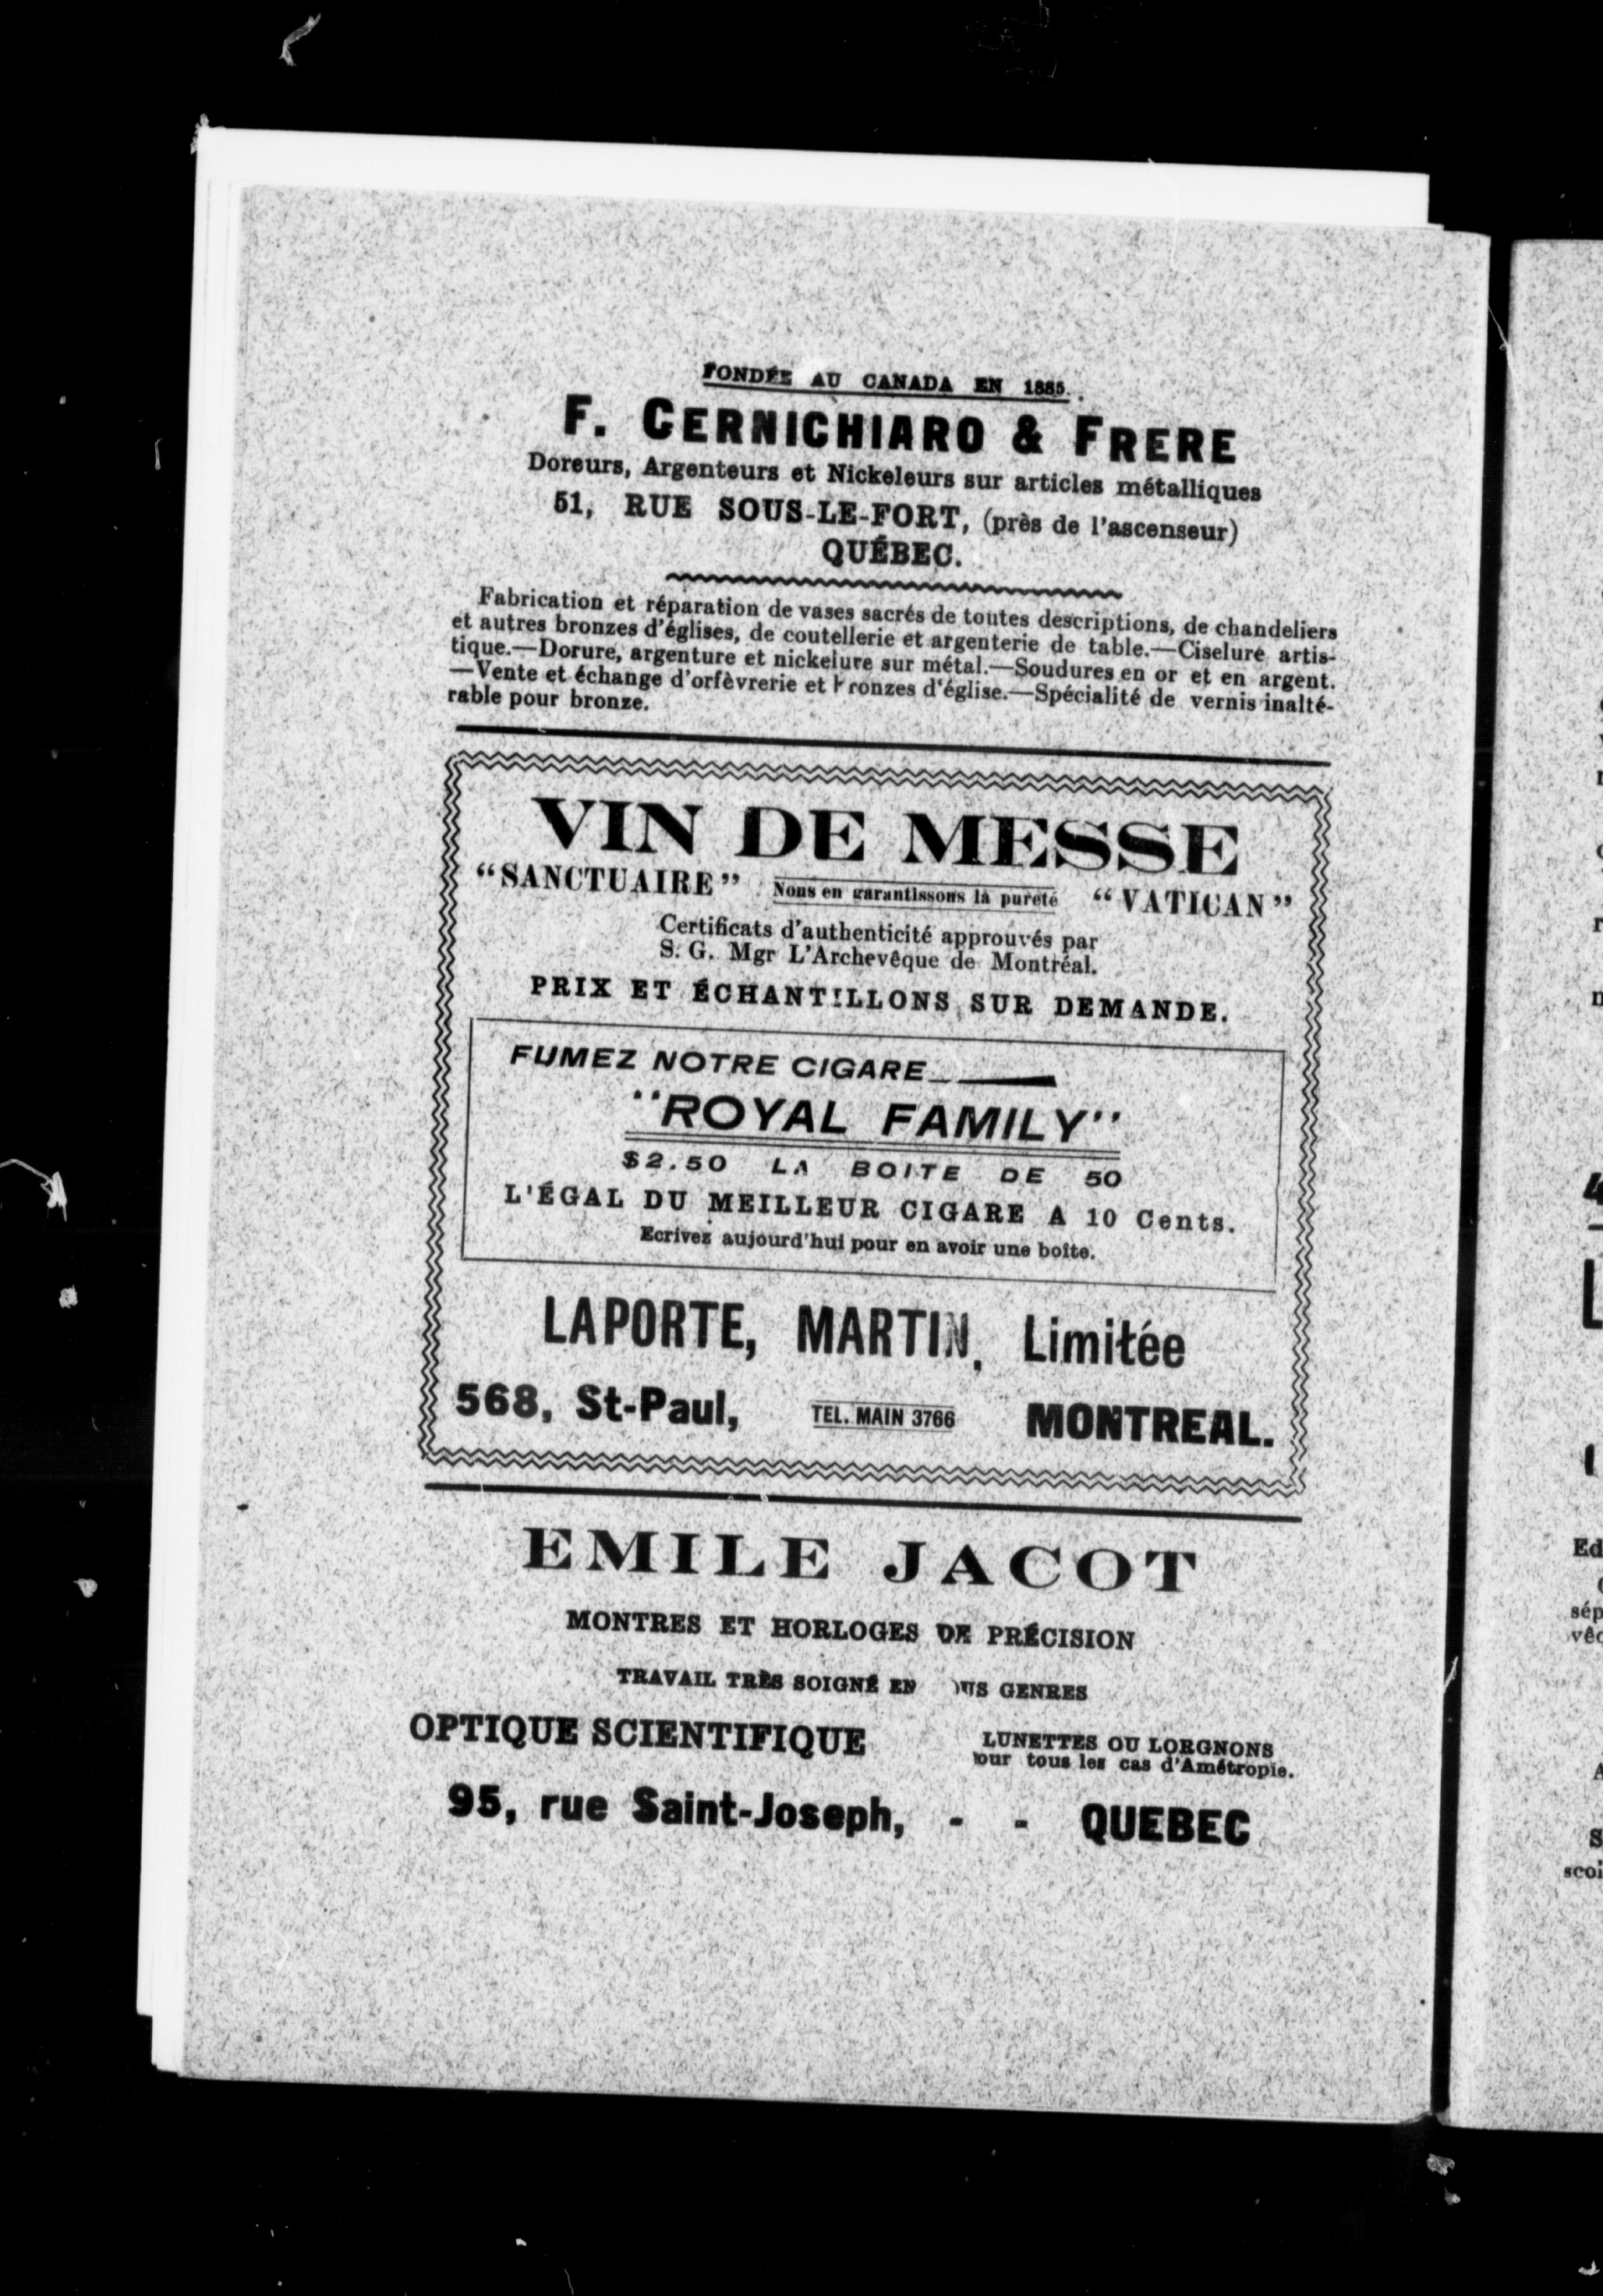 FONDÉE AU CANADA EN 1885.
F. CERNICHIARO & FRERE
Doreurs, Argenteurs et Nickeleurs sur articles métalliques
51, RUE SOUS-LE-FORT, (près de l'ascenseur)
QUÉBEC.
Fabrication et réparation de vases sacrés de toutes descriptions, de chandeliers
et autres bronzes d'églises, de coutellerie et argenterie de table.—Ciselure artis-
tique.—Dorure, argenture et nickelure sur métal.—Soudures en or et en argent.
—Vente et échange d'orfèvrerie et bronzes d'église.—Spécialité de vernis inalté-
rable pour bronze.
VIN DE MESSE
“SANCTUAIRE” Nous en garantissons la pureté “VATICAN”
Certificats d'authenticité approuvés par
S. G. Mgr L'Archevêque de Montréal.
PRIX ET ÉCHANTILLONS SUR DEMANDE.
FUMEZ NOTRE CIGARE
"ROYAL FAMILY"
$2.50 LA BOITE DE 50
L'ÉGAL DU MEILLEUR CIGARE A 10 Cents.
Ecrivez aujourd'hui pour en avoir une boîte.
LAPORTE, MARTIN, Limitée
568, St-Paul, TEL. MAIN 3766 MONTREAL.
EMILE JACOT
MONTRES ET HORLOGES DE PRÉCISION
TRAVAIL TRÈS SOIGNÉ EN OUS GENRES
OPTIQUE SCIENTIFIQUE
LUNETTES OU LORGNONS
pour tous les cas d'Amétropie.
95, rue Saint-Joseph, - - QUEBEC